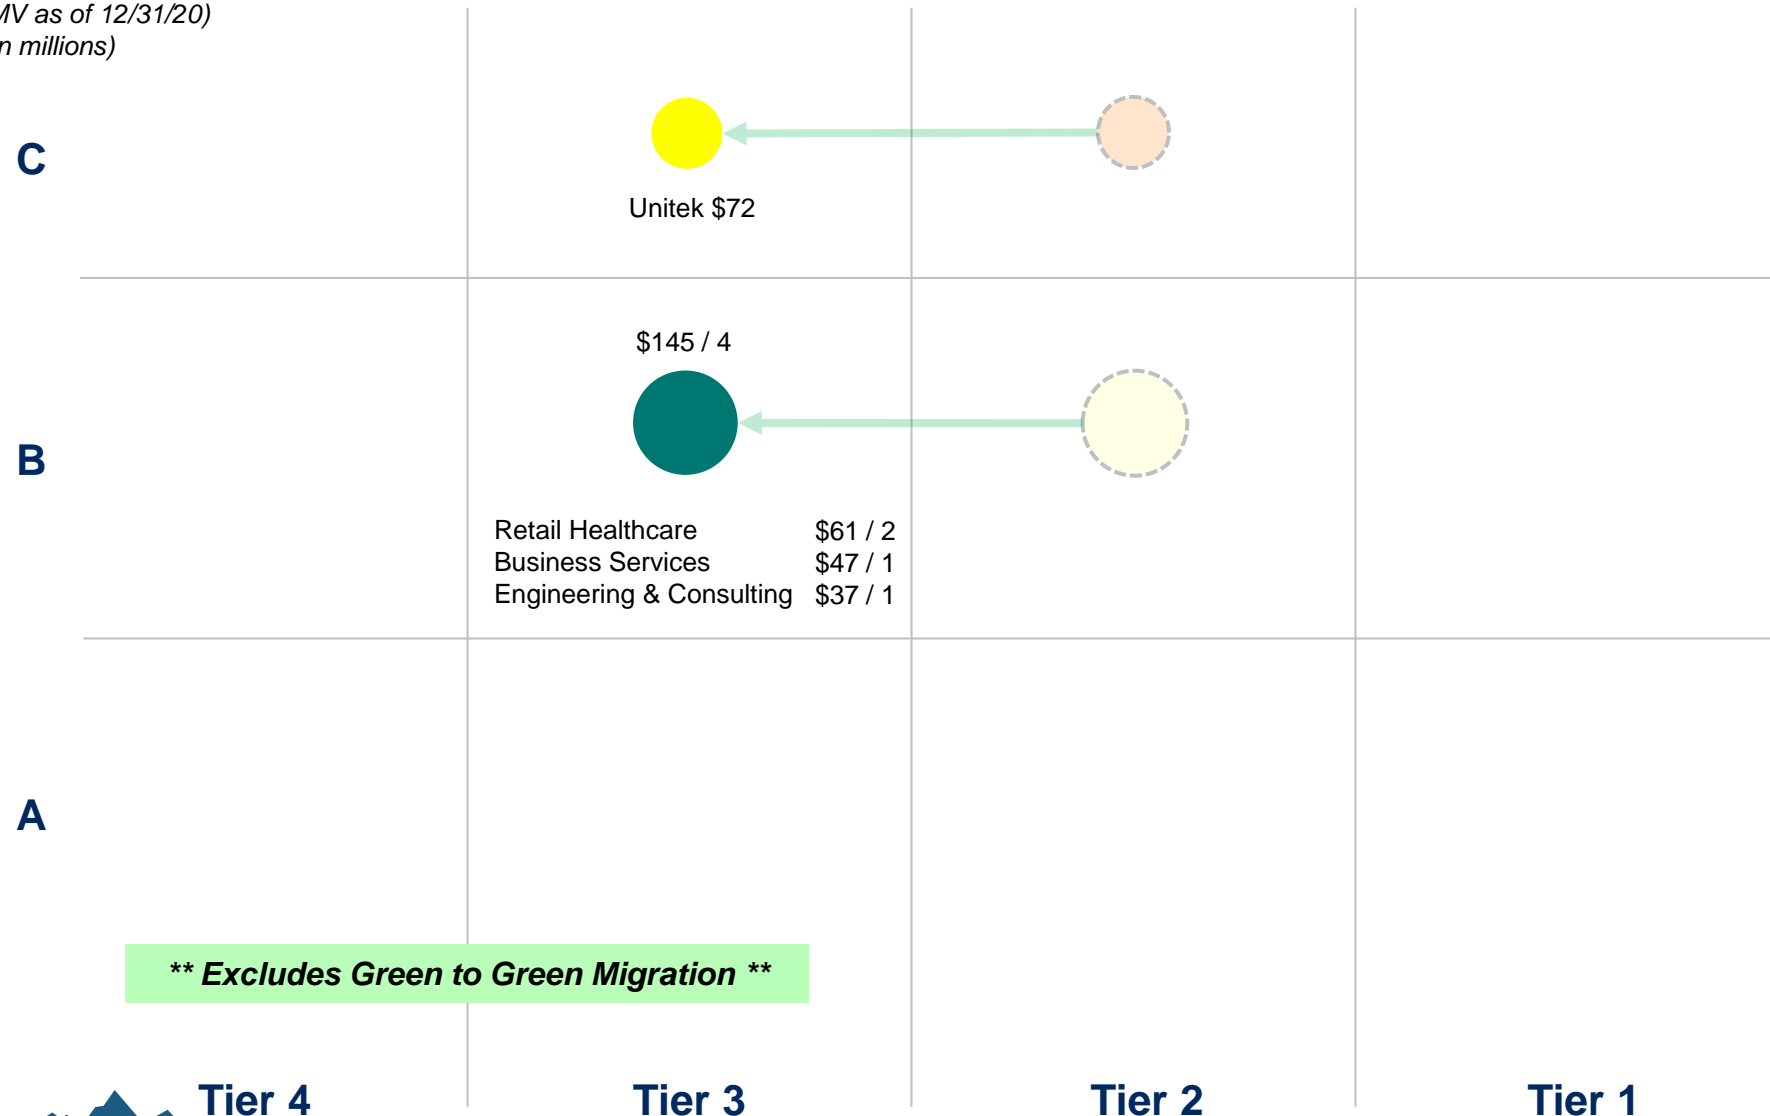 MV as of 12/31/20)
n millions)
C
Unitek $72
$145 / 4
B
Retail Healthcare $61 / 2
Business Services $47 / 1
Engineering & Consulting $37 / 1
A
** Excludes Green to Green Migration **
Tier 4 Tier 3 Tier 2 Tier 1